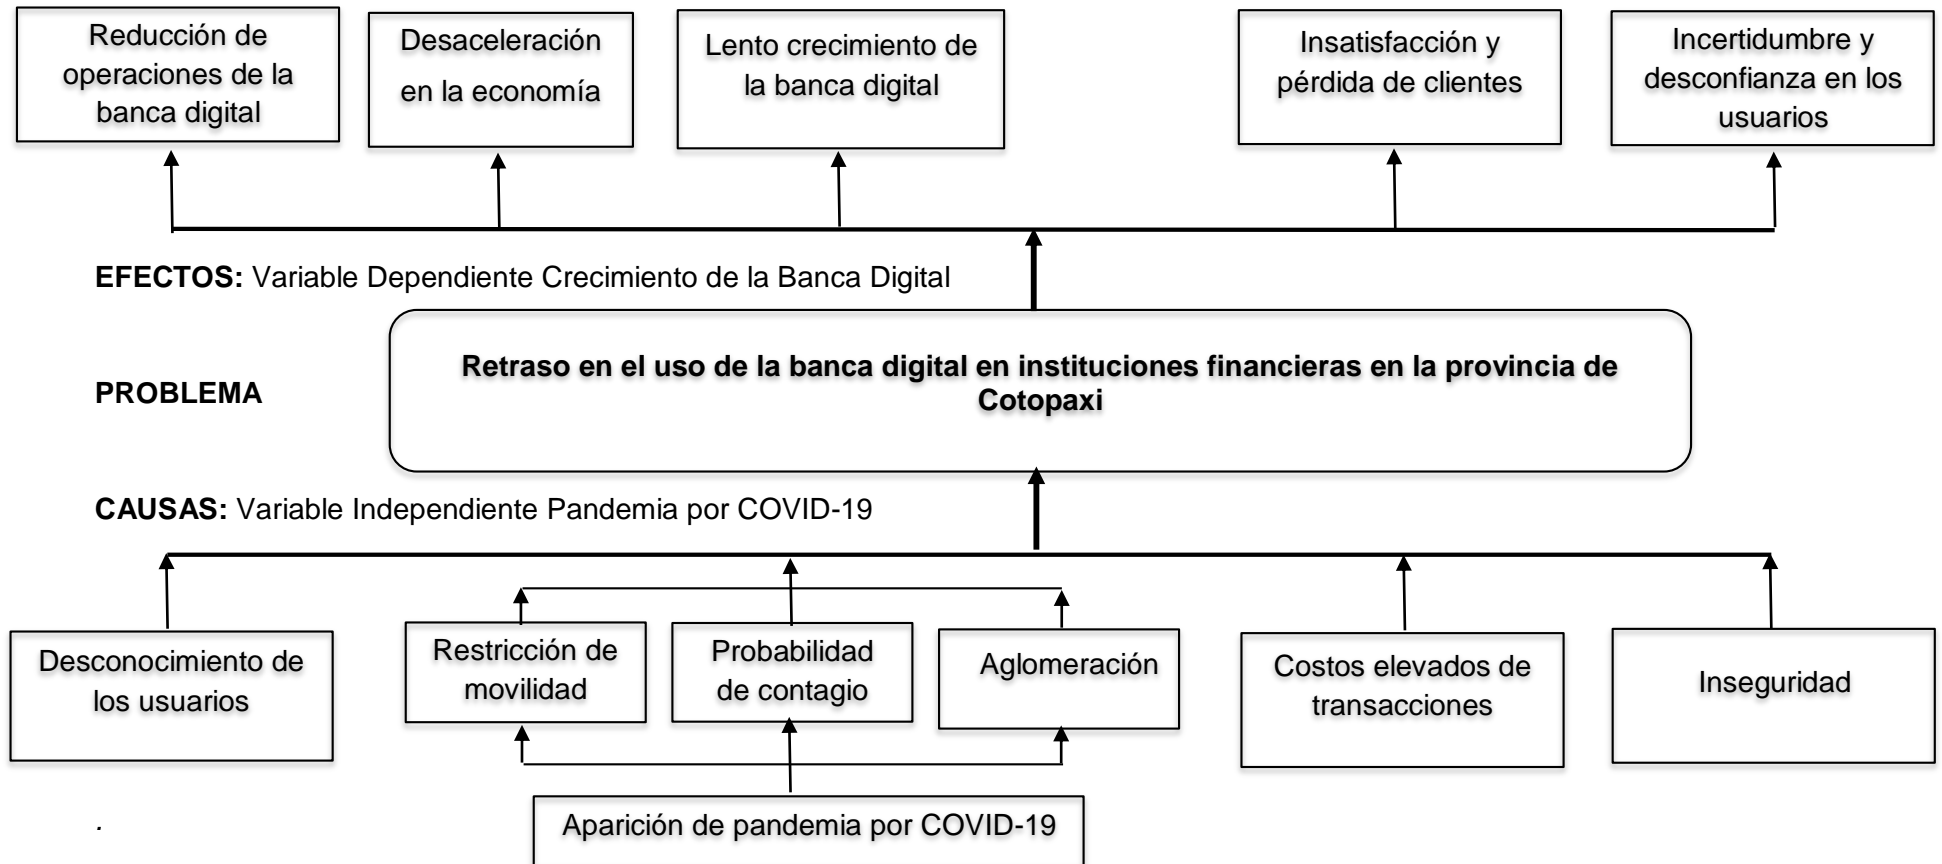 Reducción de
operaciones de la
banca digital
Desaceleración
en la economía
Lento crecimiento de
la banca digital
Insatisfacción y
pérdida de clientes
Incertidumbre y
desconfianza en los
usuarios
EFECTOS: Variable Dependiente Crecimiento de la Banca Digital
PROBLEMA
Retraso en el uso de la banca digital en instituciones financieras en la provincia de
Cotopaxi
CAUSAS: Variable Independiente Pandemia por COVID-19
Desconocimiento de
los usuarios
Restricción de
movilidad
Probabilidad
de contagio
Aglomeración
Costos elevados de
transacciones
Inseguridad
.
Aparición de pandemia por COVID-19